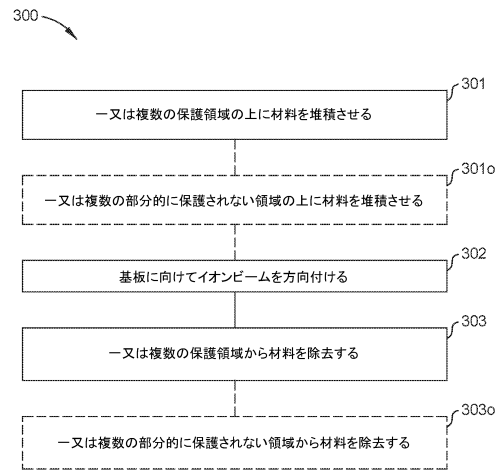 300
301
一又は複数の保護領域の上に材料を堆積させる
301o
一又は複数の部分的に保護されない領域の上に材料を堆積させる
302
基板に向けてイオンビームを方向付ける
303
一又は複数の保護領域から材料を除去する
303o
一又は複数の部分的に保護されない領域から材料を除去する